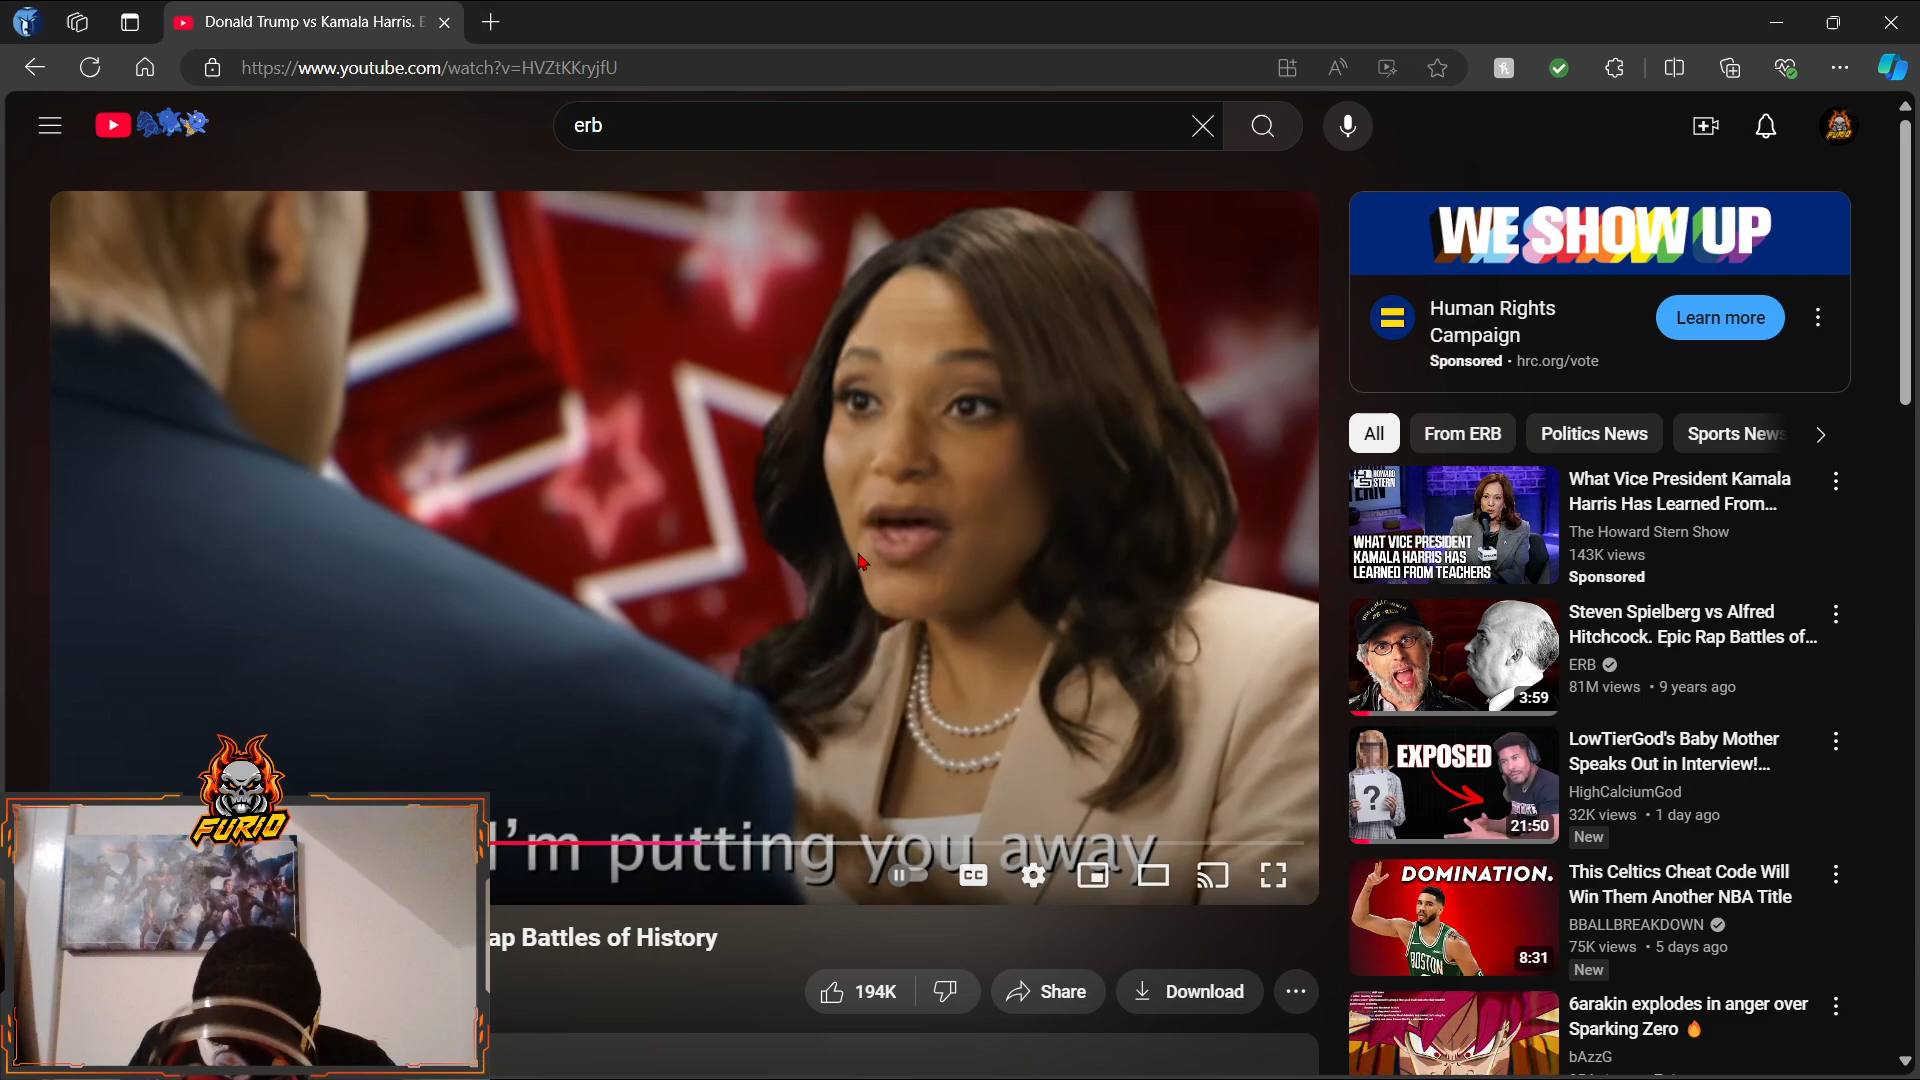 Donald Trump vs Kamala Harris. E
https://www.youtube.com/watch?v=HVZtKKryjfU
erb
I'm putting you away
ap Battles of History
194K
Share
Download
FURIO
WE SHOW UP
Human Rights
Campaign
Sponsored · hrc.org/vote
Learn more
All
From ERB
Politics News
Sports News
HOWARD
STERN
WHAT VICE PRESIDENT
KAMALA HARRIS HAS
LEARNED FROM TEACHERS
What Vice President Kamala
Harris Has Learned From...
The Howard Stern Show
143K views
Sponsored
3:59
Steven Spielberg vs Alfred
Hitchcock. Epic Rap Battles of...
ERB
81M views · 9 years ago
EXPOSED
?
21:50
LowTierGod's Baby Mother
Speaks Out in Interview!...
HighCalciumGod
32K views · 1 day ago
New
DOMINATION.
BOSTON
8:31
This Celtics Cheat Code Will
Win Them Another NBA Title
BBALLBREAKDOWN
75K views · 5 days ago
New
6arakin explodes in anger over
Sparking Zero 🔥
bAzzG